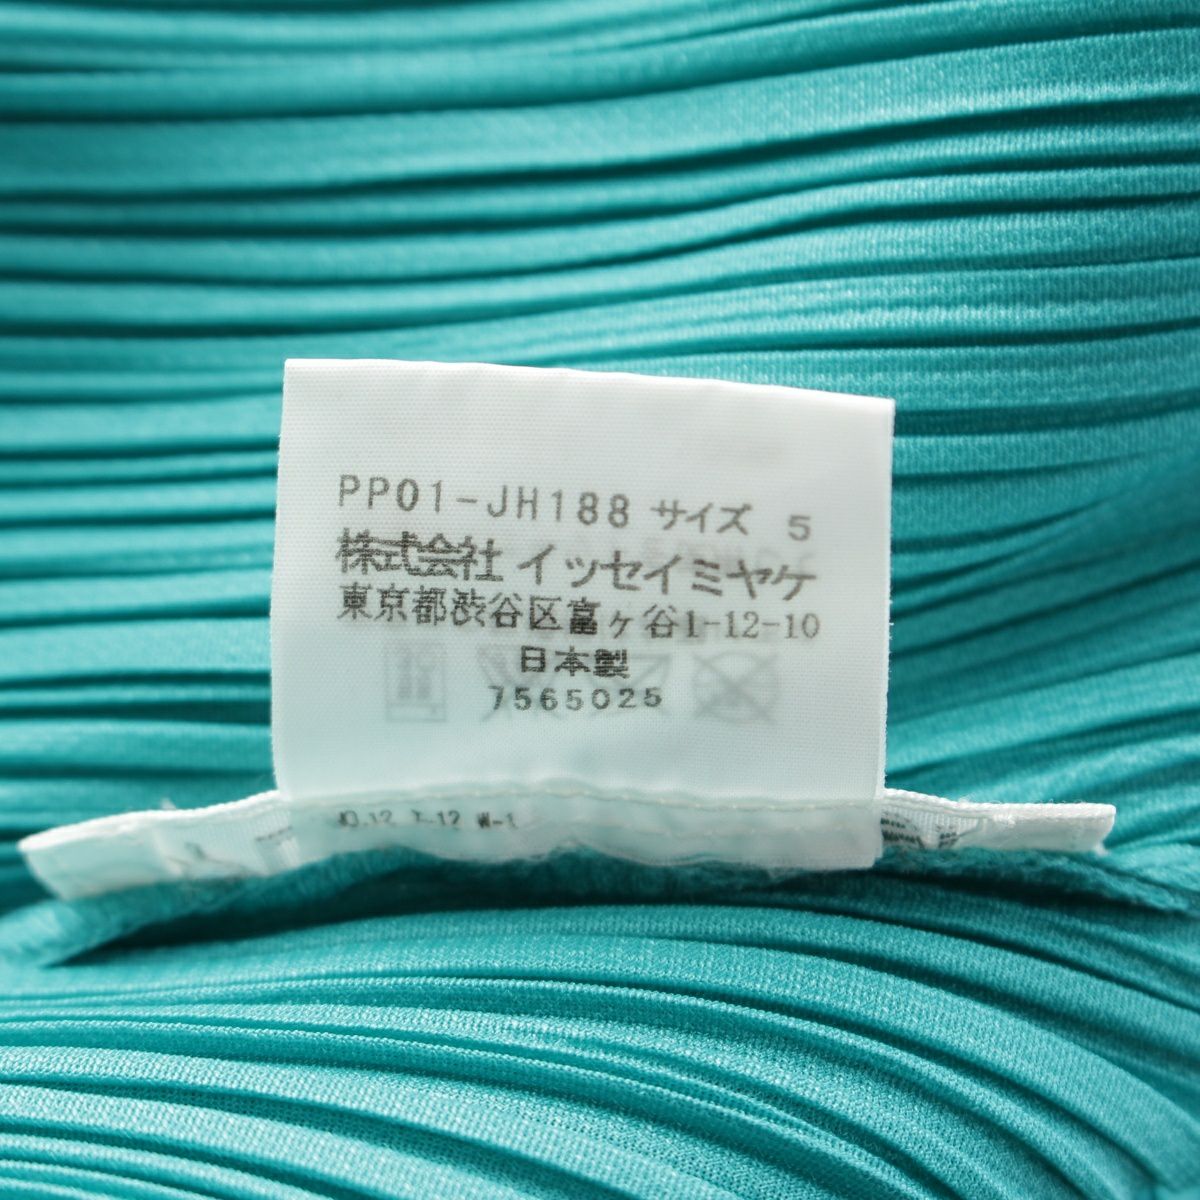 PP01-JH188 サイズ 5
株式会社 イッセイミヤケ
東京都渋谷区富ヶ谷1-12-10
日本製
7565025